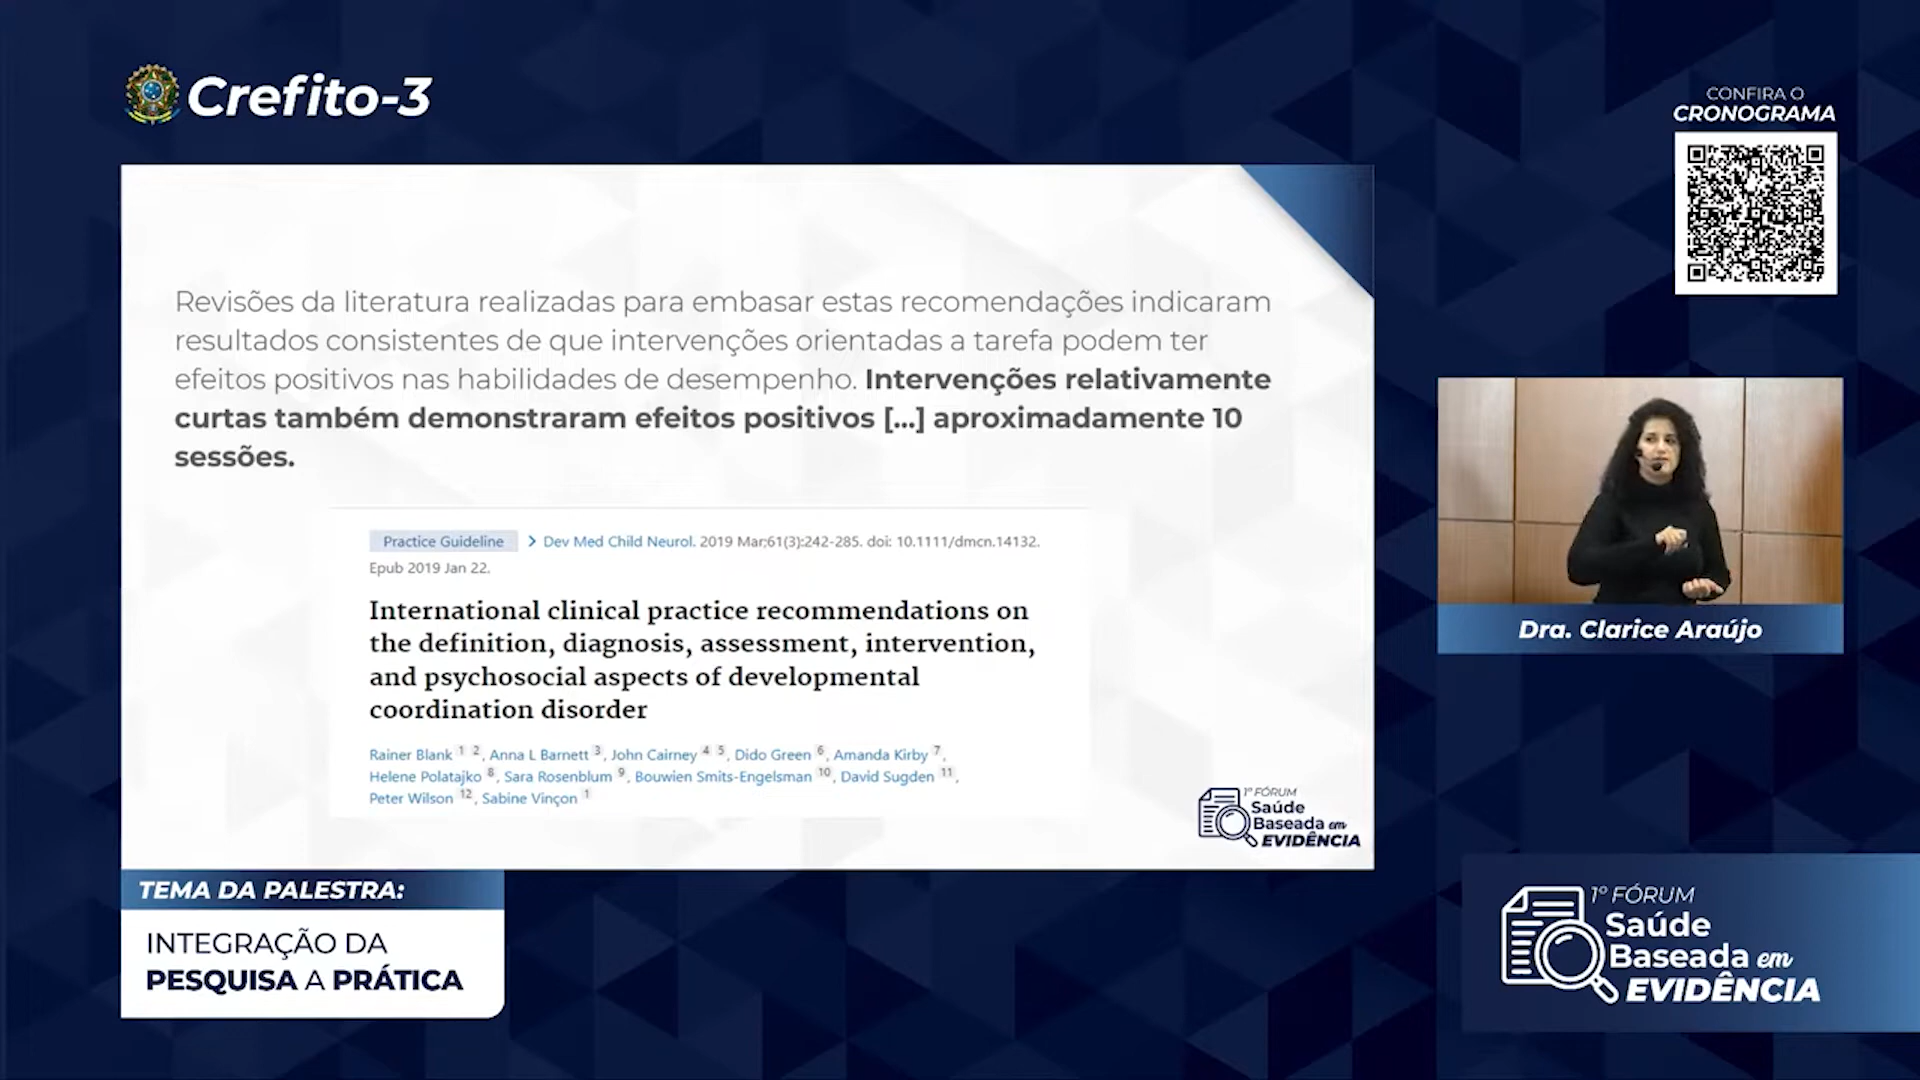 Crefito-3
CONFIRA O
CRONOGRAMA
Revisões da literatura realizadas para embasar estas recomendações indicaram
resultados consistentes de que intervenções orientadas a tarefa podem ter
efeitos positivos nas habilidades de desempenho. Intervenções relativamente
curtas também demonstraram efeitos positivos [...] aproximadamente 10
sessões.
Practice Guideline > Dev Med Child Neurol. 2019 Mar;61(3):242-285. doi: 10.1111/dmcn.14132.
Epub 2019 Jan 22.
International clinical practice recommendations on
the definition, diagnosis, assessment, intervention,
and psychosocial aspects of developmental
coordination disorder
Rainer Blank 1 2, Anna L Barnett 3, John Cairney 4 5, Dido Green 6, Amanda Kirby 7,
Helene Polatajko 8, Sara Rosenblum 9, Bouwien Smits-Engelsman 10, David Sugden 11,
Peter Wilson 12, Sabine Vinçon 1
1º FÓRUM
Saúde
Baseada em
EVIDÊNCIA
Dra. Clarice Araújo
TEMA DA PALESTRA:
INTEGRAÇÃO DA
PESQUISA A PRÁTICA
1º FÓRUM
Saúde
Baseada em
EVIDÊNCIA